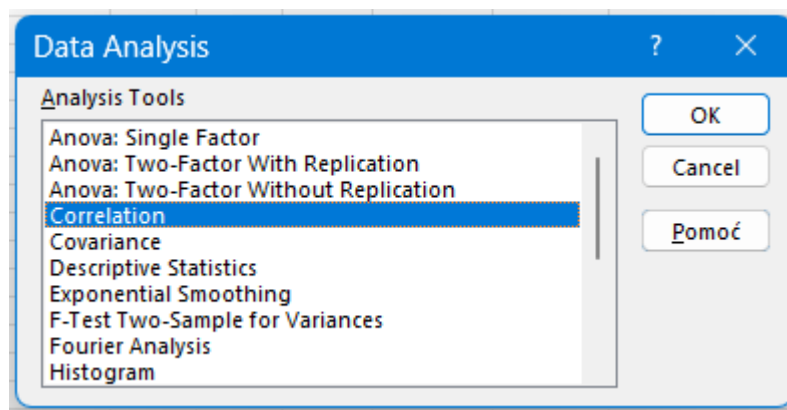 Data Analysis
?
Analysis Tools
Anova: Single Factor
Anova: Two-Factor With Replication
Anova: Two-Factor Without Replication
Correlation
Covariance
Descriptive Statistics
Exponential Smoothing
F-Test Two-Sample for Variances
Fourier Analysis
Histogram
OK
Cancel
Pomoć